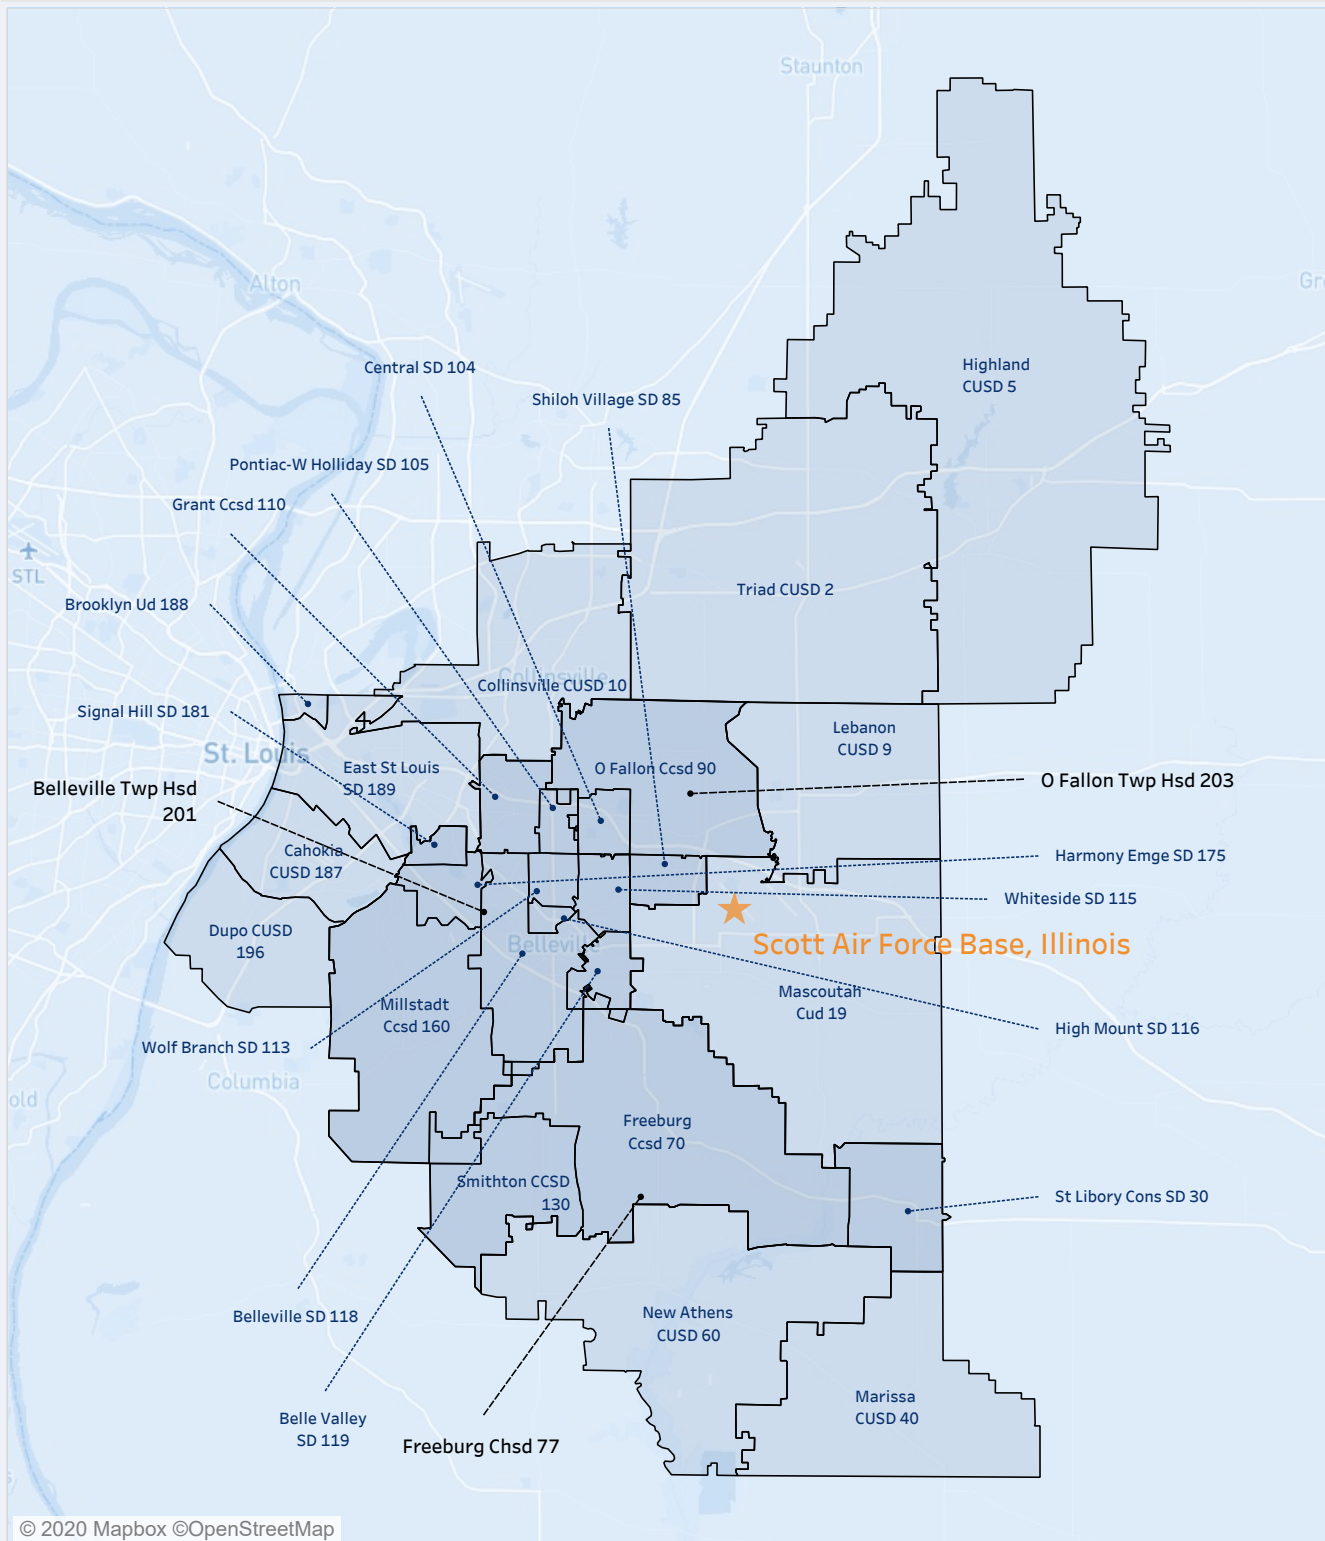 Staunton
Alton
Gr
Central SD 104
Highland
CUSD 5
Shiloh Village SD 85
Pontiac-W Holliday SD 105
Grant Ccsd 110
STL
Triad CUSD 2
Brooklyn Ud 188
Collinsville
Collinsville CUSD 10
Signal Hill SD 181
Lebanon
CUSD 9
St. Louis
East St Louis
SD 189
O Fallon Ccsd 90
O Fallon Twp Hsd 203
Belleville Twp Hsd
201
Cahokia
CUSD 187
Harmony Emge SD 175
Whiteside SD 115
Dupo CUSD
196
Belleville
Scott Air Force Base, Illinois
Mascoutah
Cud 19
Millstadt
Ccsd 160
High Mount SD 116
Wolf Branch SD 113
Columbia
old
Freeburg
Ccsd 70
Smithton CCSD
130
St Libory Cons SD 30
Belleville SD 118
New Athens
CUSD 60
Marissa
CUSD 40
Belle Valley
SD 119
Freeburg Chsd 77
© 2020 Mapbox ©OpenStreetMap